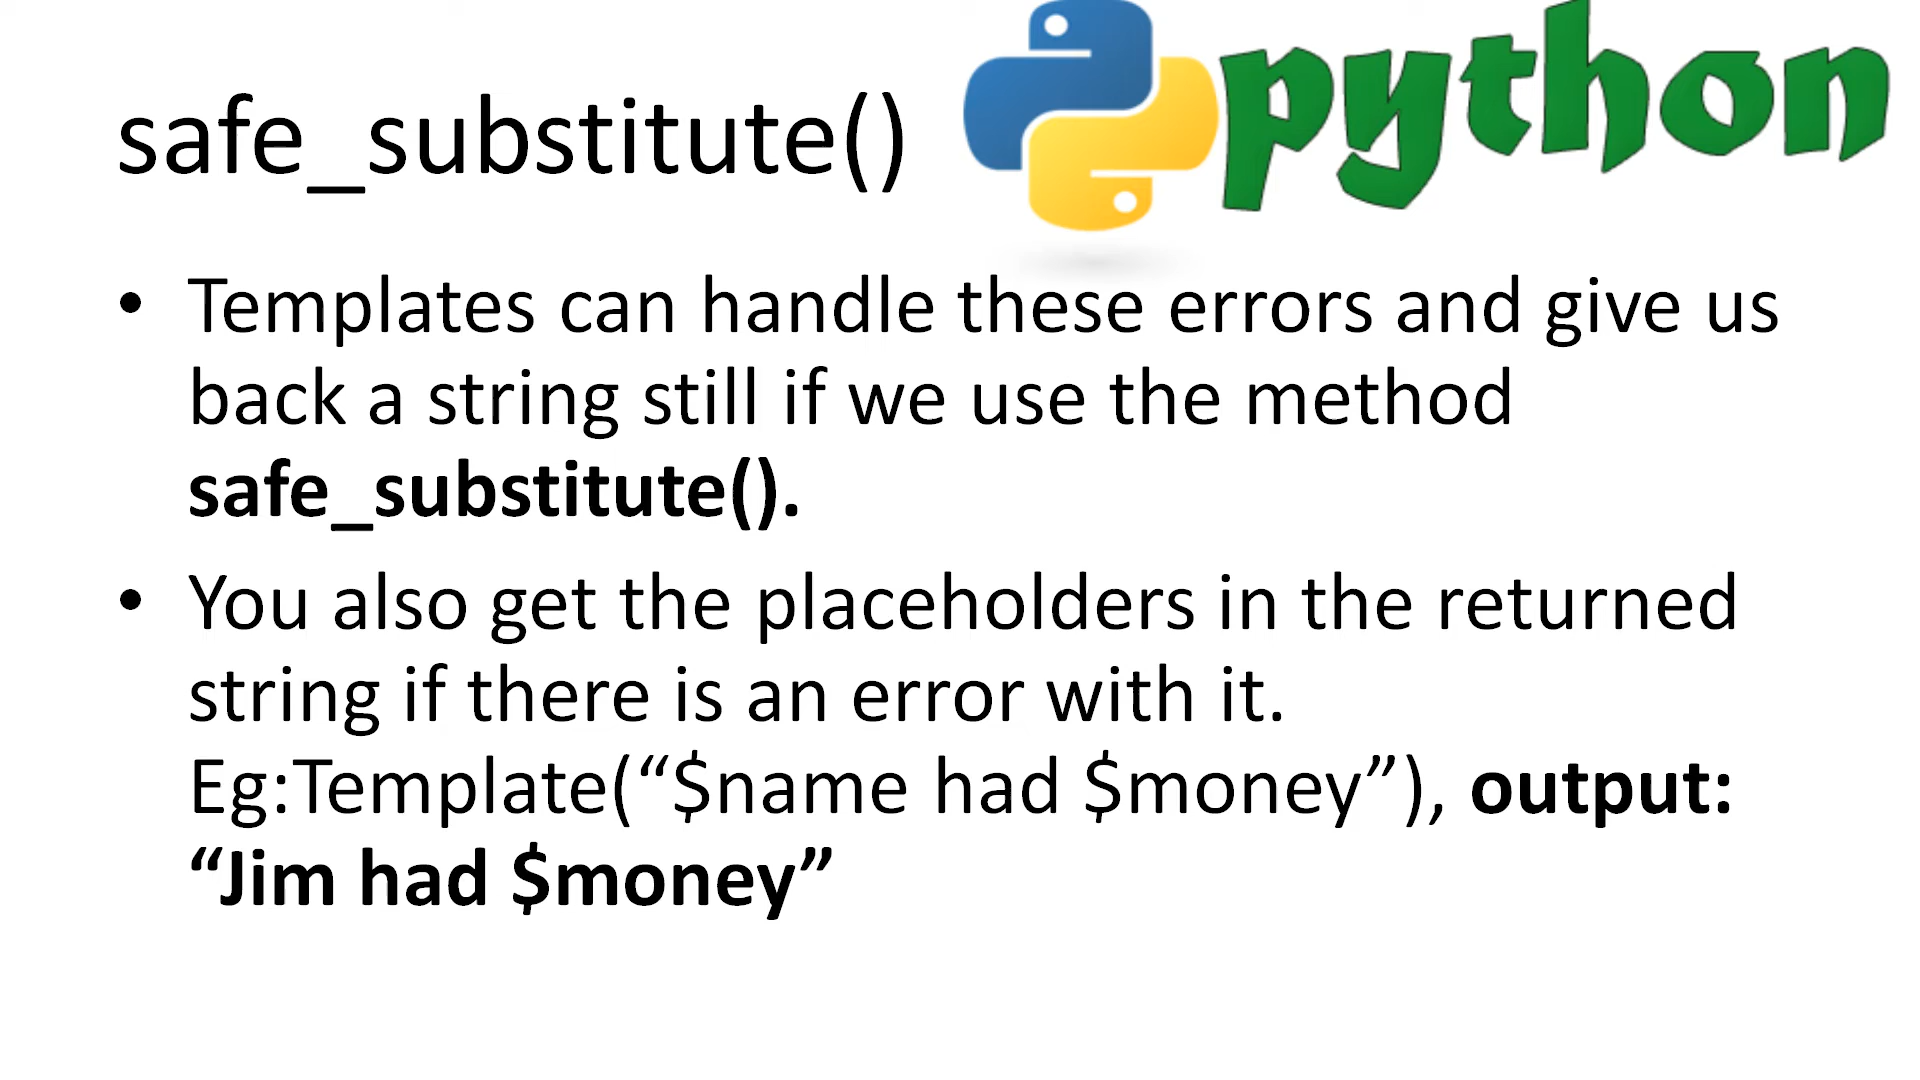 safe_substitute()
python
• Templates can handle these errors and give us
back a string still if we use the method
safe_substitute().
• You also get the placeholders in the returned
string if there is an error with it.
Eg:Template(“$name had $money”), output:
“Jim had $money”